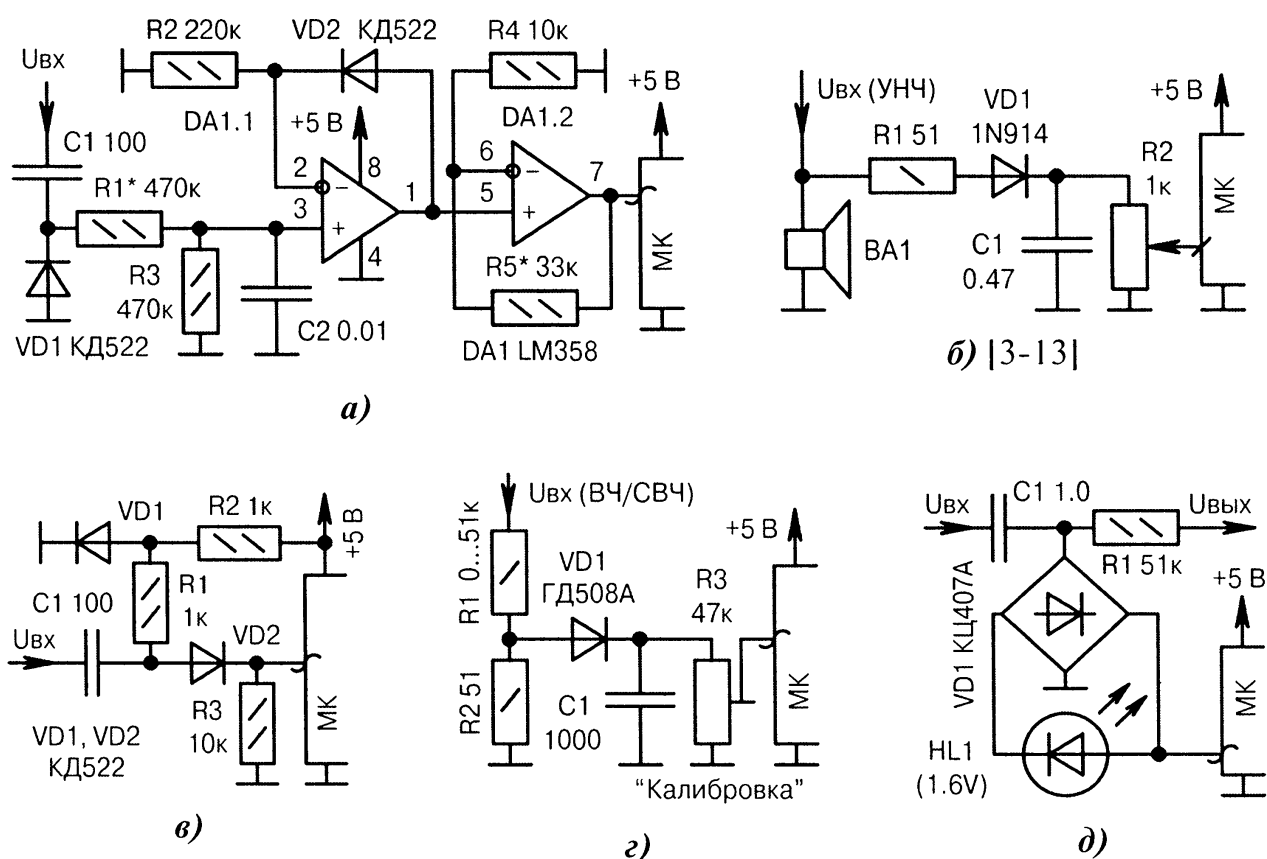 R2 220к
VD2 КД522
R4 10к
Uвх
+5 В
DA1.1
+5 В
DA1.2
C1 100
2
8
1
6
7
R1* 470к
3
5
4
R3
470к
R5* 33к
МК
C2 0.01
VD1 КД522
DA1 LM358
а)
Uвх (УНЧ)
VD1
1N914
+5 В
R1 51
R2
1к
МК
BA1
C1
0.47
б) |3-13|
VD1
R2 1к
+5 В
R1
1к
C1 100
Uвх
VD2
R3
10к
МК
VD1, VD2
КД522
в)
Uвх (ВЧ/СВЧ)
R1 0...51к
VD1
ГД508А
R3
47к
+5 В
R2 51
C1
1000
МК
“Калибровка”
г)
Uвх
C1 1.0
Uвых
R1 51к
+5 В
VD1 КЦ407А
МК
HL1
(1.6V)
д)